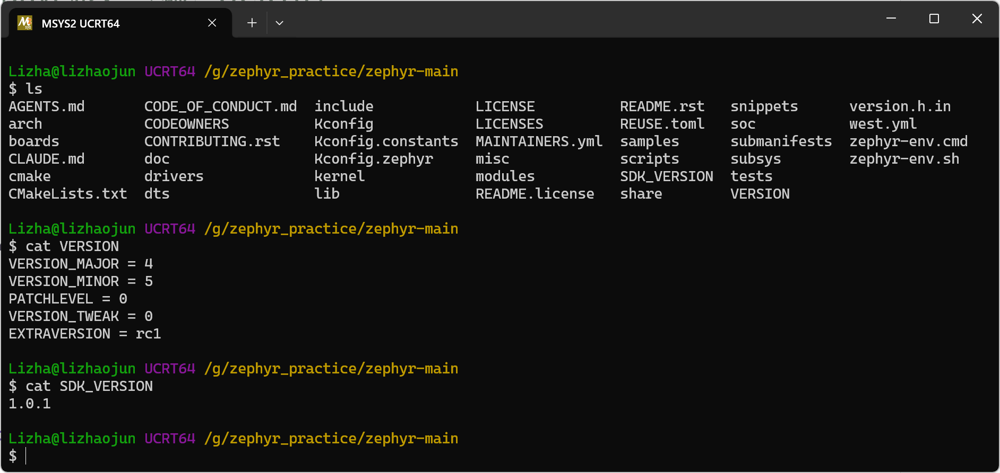 MSYS2 UCRT64
Lizha@lizhaojun UCRT64 /g/zephyr_practice/zephyr-main
$ ls
AGENTS.md CODE_OF_CONDUCT.md include LICENSE README.rst snippets version.h.in
arch CODEOWNERS Kconfig LICENSES REUSE.toml soc west.yml
boards CONTRIBUTING.rst Kconfig.constants MAINTAINERS.yml samples submanifests zephyr-env.cmd
CLAUDE.md doc Kconfig.zephyr misc scripts subsys zephyr-env.sh
cmake drivers kernel modules SDK_VERSION tests
CMakeLists.txt dts lib README.license share VERSION
Lizha@lizhaojun UCRT64 /g/zephyr_practice/zephyr-main
$ cat VERSION
VERSION_MAJOR = 4
VERSION_MINOR = 5
PATCHLEVEL = 0
VERSION_TWEAK = 0
EXTRAVERSION = rc1
Lizha@lizhaojun UCRT64 /g/zephyr_practice/zephyr-main
$ cat SDK_VERSION
1.0.1
Lizha@lizhaojun UCRT64 /g/zephyr_practice/zephyr-main
$